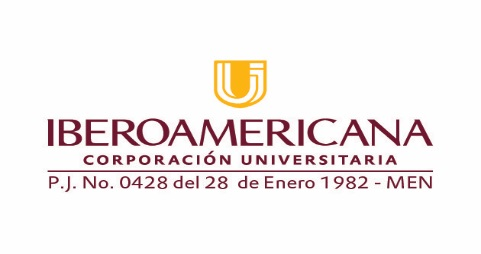 IBEROAMERICANA
CORPORACIÓN UNIVERSITARIA
P.J. No. 0428 del 28 de Enero 1982 - MEN